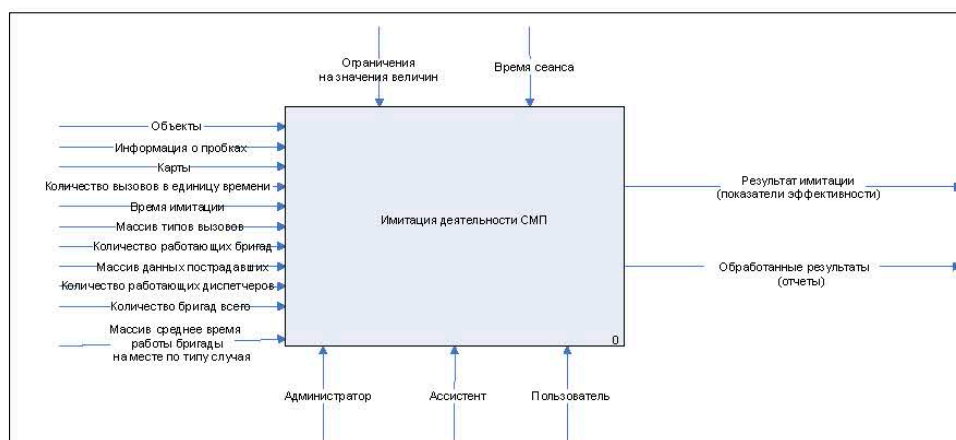 Ограничения
на значения величин
Время сеанса
Объекты
Информация о пробках
Карты
Количество вызовов в единицу времени
Время имитации
Массив типов вызовов
Количество работающих бригад
Массив данных пострадавших
Количество работающих диспетчеров
Количество бригад всего
Массив среднее время
работы бригады
на месте по типу случая
Имитация деятельности СМП
0
Результат имитации
(показатели эффективности)
Обработанные результаты
(отчеты)
Администратор
Ассистент
Пользователь